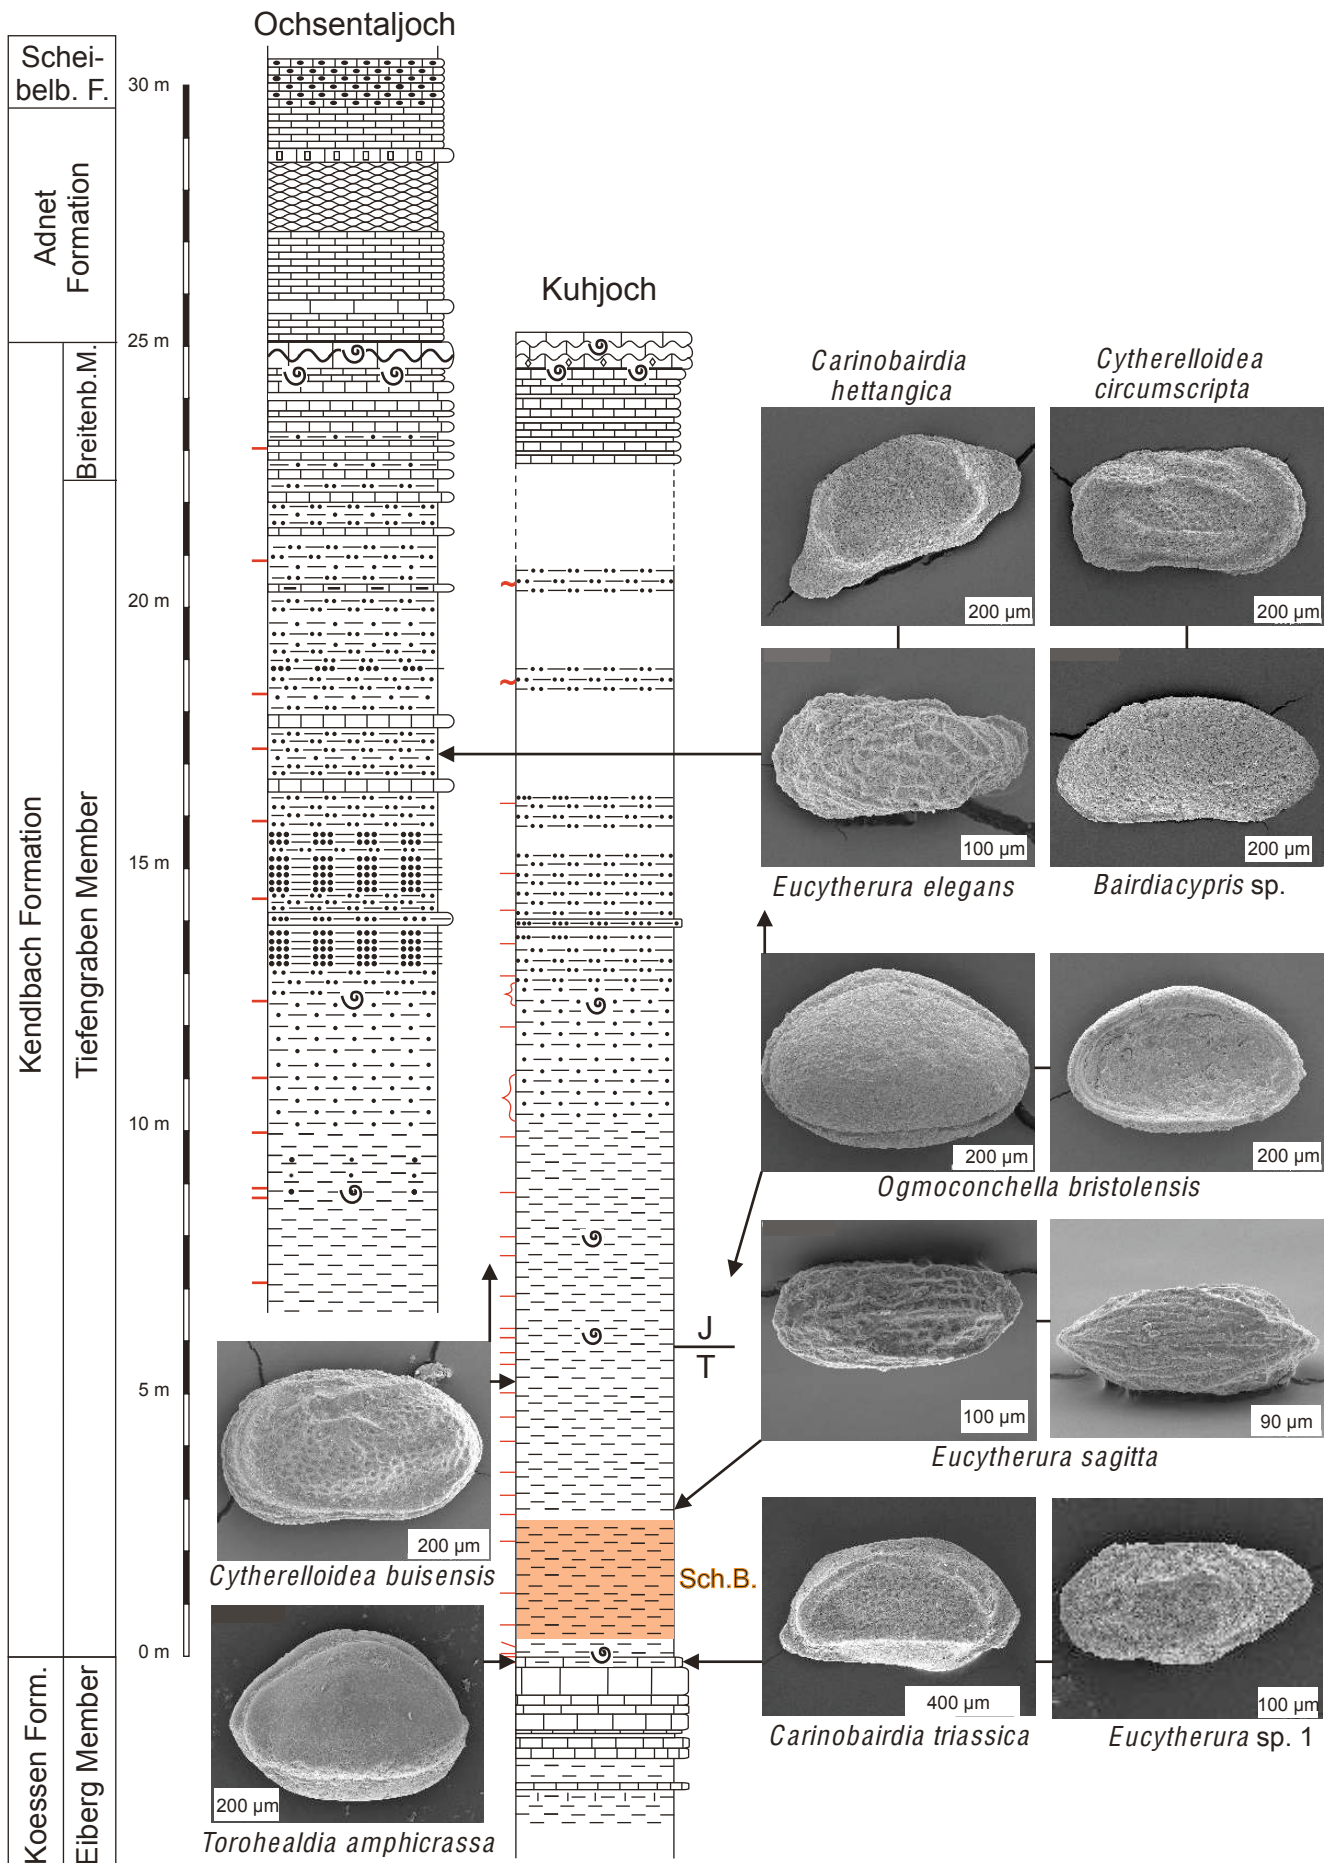 Ochsentaljoch
Schei-
belb. F.
30 m
Adnet
Formation
Kuhjoch
25 m
Breitenb.M.
Carinobairdia
hettangica
Cytherelloidea
circumscripta
200 µm
200 µm
20 m
Kendlbach Formation
Tiefengraben Member
100 µm
200 µm
Eucytherura elegans
Bairdiacypris sp.
15 m
200 µm
200 µm
Ogmoconchella bristolensis
10 m
J
T
100 µm
90 µm
Eucytherura sagitta
5 m
200 µm
Cytherelloidea buisensis
Sch.B.
0 m
400 µm
100 µm
Carinobairdia triassica
Eucytherura sp. 1
Koessen Form.
Eiberg Member
200 µm
Torohealdia amphicrassa